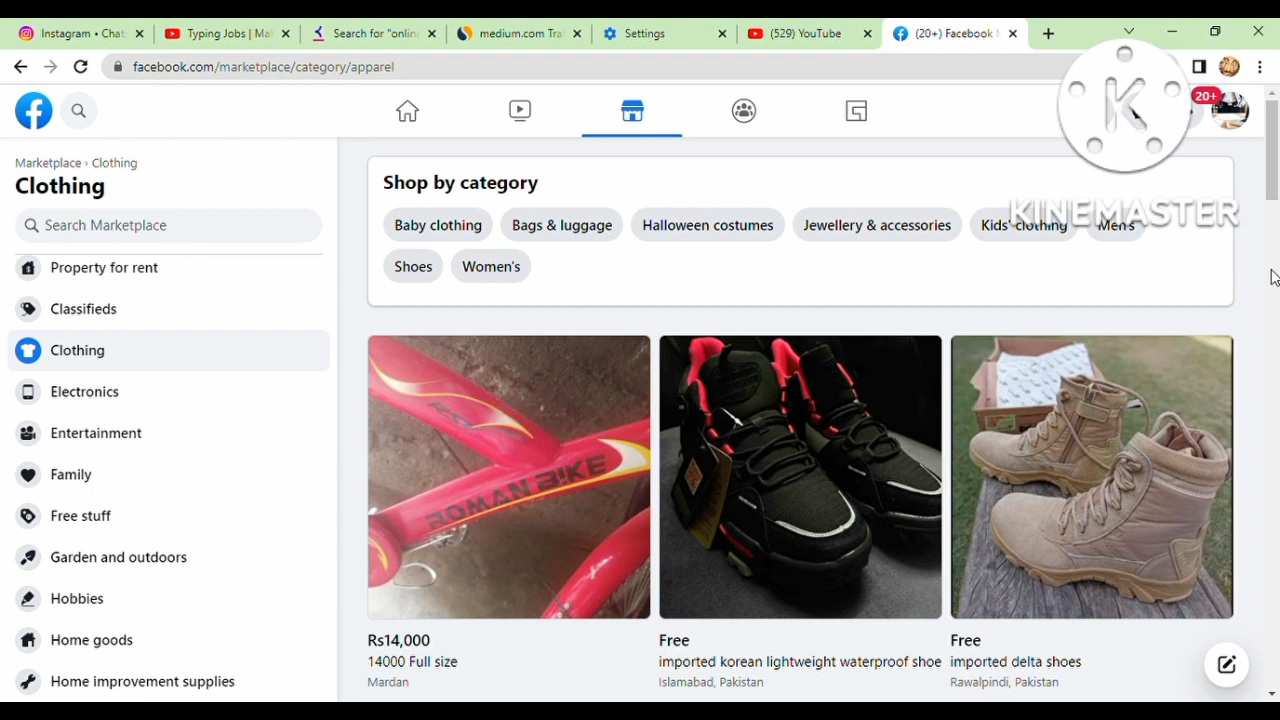 Instagram • Chat
Typing Jobs | Ma
Search for "onlin
medium.com Tra
Settings
(529) YouTube
(20+) Facebook
facebook.com/marketplace/category/apparel
20+
K
KINEMASTER
Marketplace › Clothing
Clothing
Search Marketplace
Property for rent
Classifieds
Clothing
Electronics
Entertainment
Family
Free stuff
Garden and outdoors
Hobbies
Home goods
Home improvement supplies
Shop by category
Baby clothing
Bags & luggage
Halloween costumes
Jewellery & accessories
Kids' clothing
Men's
Shoes
Women's
ROMAN BIKE
Rs14,000
14000 Full size
Mardan
Free
imported korean lightweight waterproof shoe
Islamabad, Pakistan
Free
imported delta shoes
Rawalpindi, Pakistan